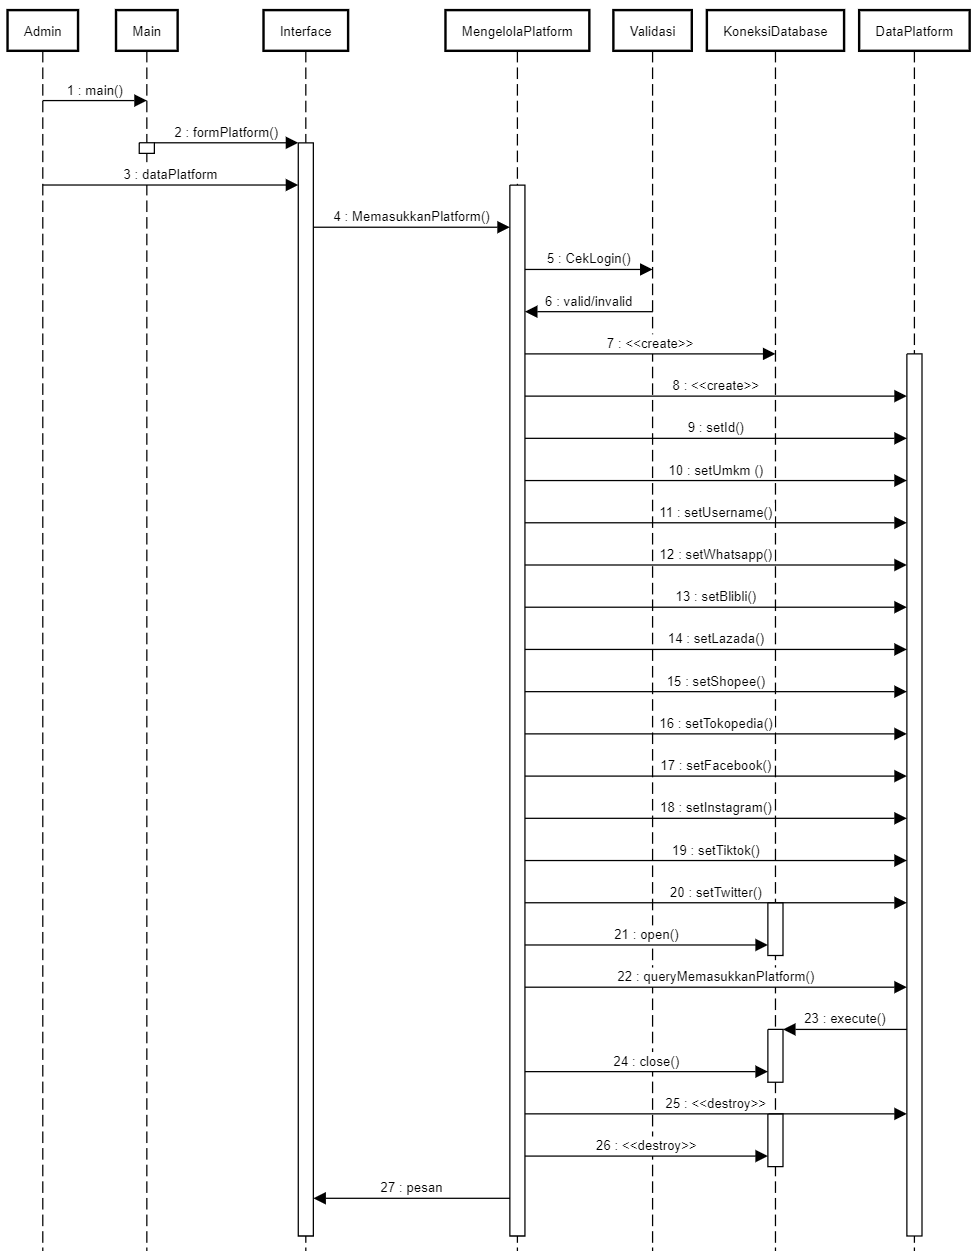 Admin
Main
Interface
MengelolaPlatform
Validasi
KoneksiDatabase
DataPlatform
1 : main()
2 : formPlatform()
3 : dataPlatform
4 : MemasukkanPlatform()
5 : CekLogin()
6 : valid/invalid
7 : <<create>>
8 : <<create>>
9 : setId()
10 : setUmkm ()
11 : setUsername()
12 : setWhatsapp()
13 : setBlibli()
14 : setLazada()
15 : setShopee()
16 : setTokopedia()
17 : setFacebook()
18 : setInstagram()
19 : setTiktok()
20 : setTwitter()
21 : open()
22 : queryMemasukkanPlatform()
23 : execute()
24 : close()
25 : <<destroy>>
26 : <<destroy>>
27 : pesan